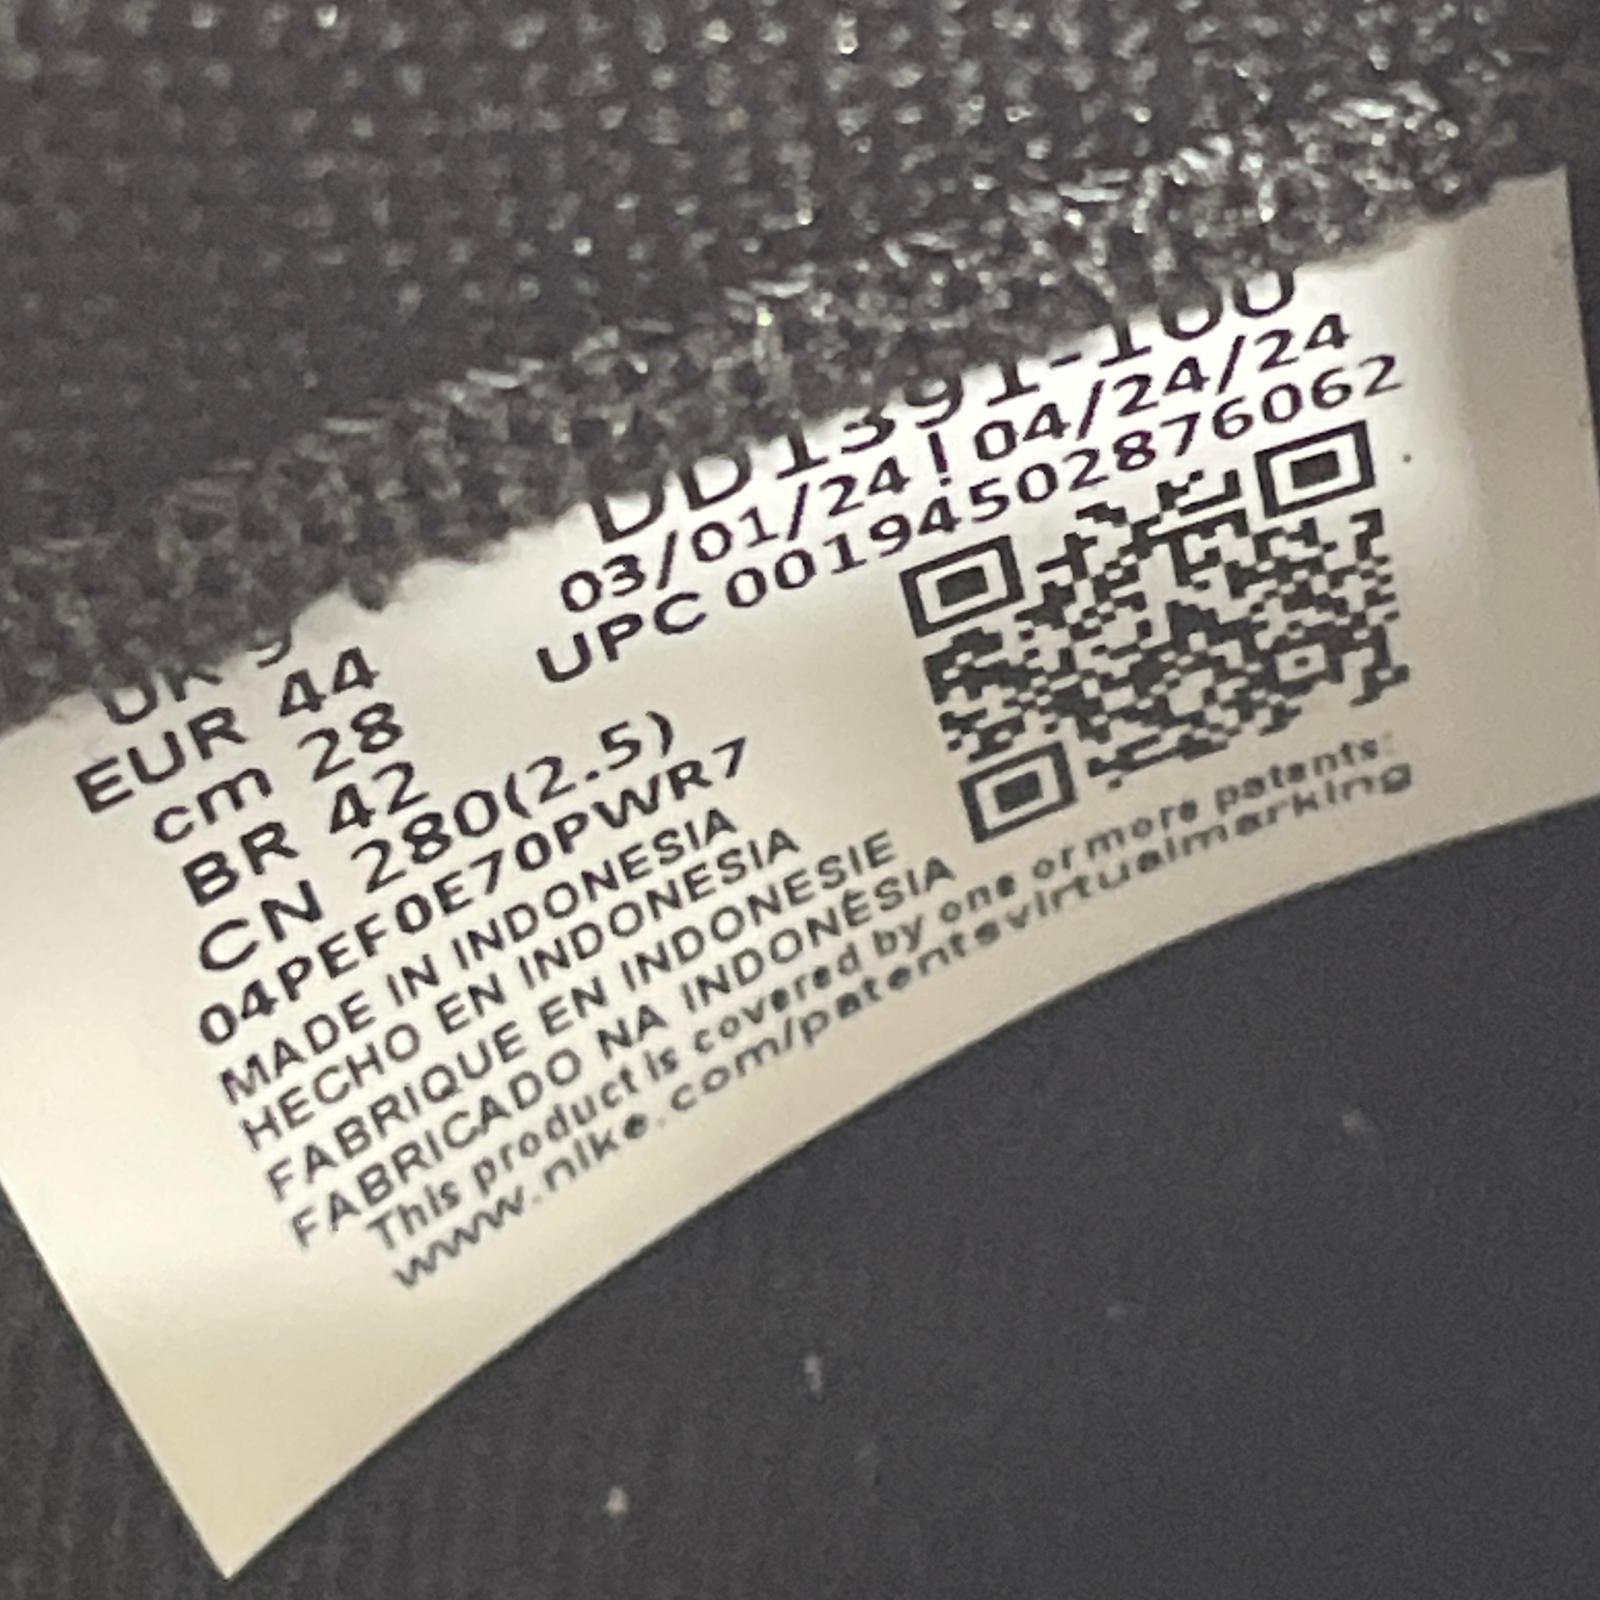 DD1391-100
03/01/24 ! 04/24/24
UPC 00194502876062
UK 9
EUR 44
cm 28
BR 42
CN 280(2.5)
04PEF0E70PWR7
MADE IN INDONESIA
HECHO EN INDONESIA
FABRIQUE EN INDONESIE
FABRICADO NA INDONÉSIA
This product is covered by one or more patents:
www.nike.com/patentsvirtualmarking